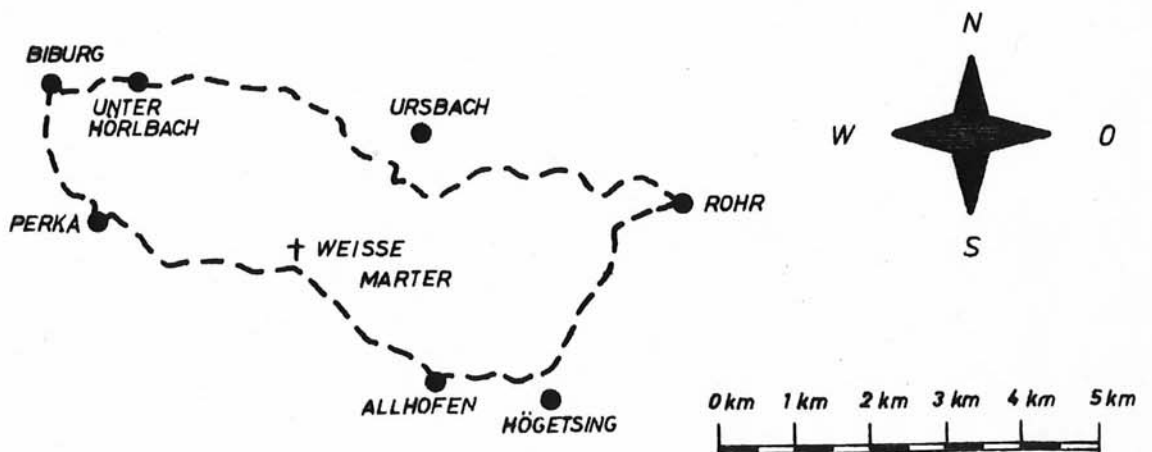 N
BIBURG
URSBACH
UNTER
HÖRLBACH
W
O
ROHR
PERKA
S
WEISSE
MARTER
0 km 1 km 2 km 3 km 4 km 5 km
ALLHOFEN
HÖGETSING